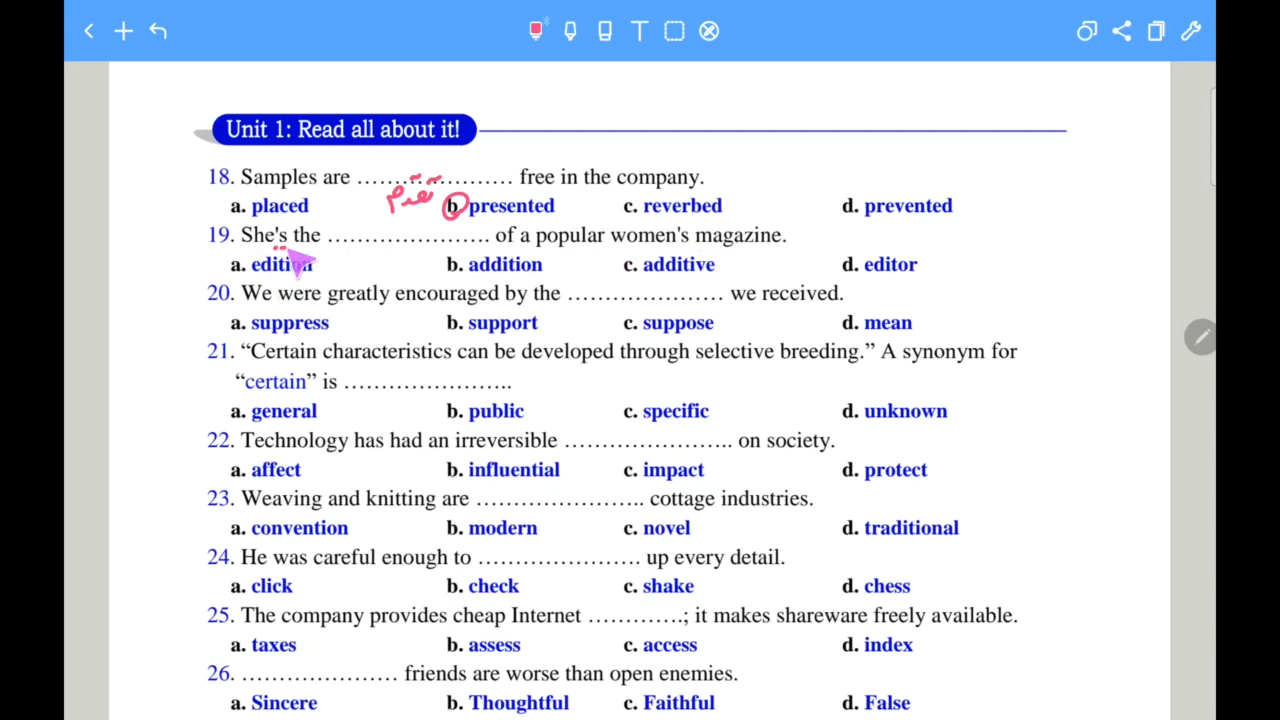 Unit 1: Read all about it!
18. Samples are ………………… free in the company.
a. placed b. presented c. reverbed d. prevented
19. She's the …………………. of a popular women's magazine.
a. edition b. addition c. additive d. editor
20. We were greatly encouraged by the ………………… we received.
a. suppress b. support c. suppose d. mean
21. “Certain characteristics can be developed through selective breeding.” A synonym for
“certain” is …………………..
a. general b. public c. specific d. unknown
22. Technology has had an irreversible ………………….. on society.
a. affect b. influential c. impact d. protect
23. Weaving and knitting are ………………….. cottage industries.
a. convention b. modern c. novel d. traditional
24. He was careful enough to …………………. up every detail.
a. click b. check c. shake d. chess
25. The company provides cheap Internet ………….; it makes shareware freely available.
a. taxes b. assess c. access d. index
26. ………………… friends are worse than open enemies.
a. Sincere b. Thoughtful c. Faithful d. False